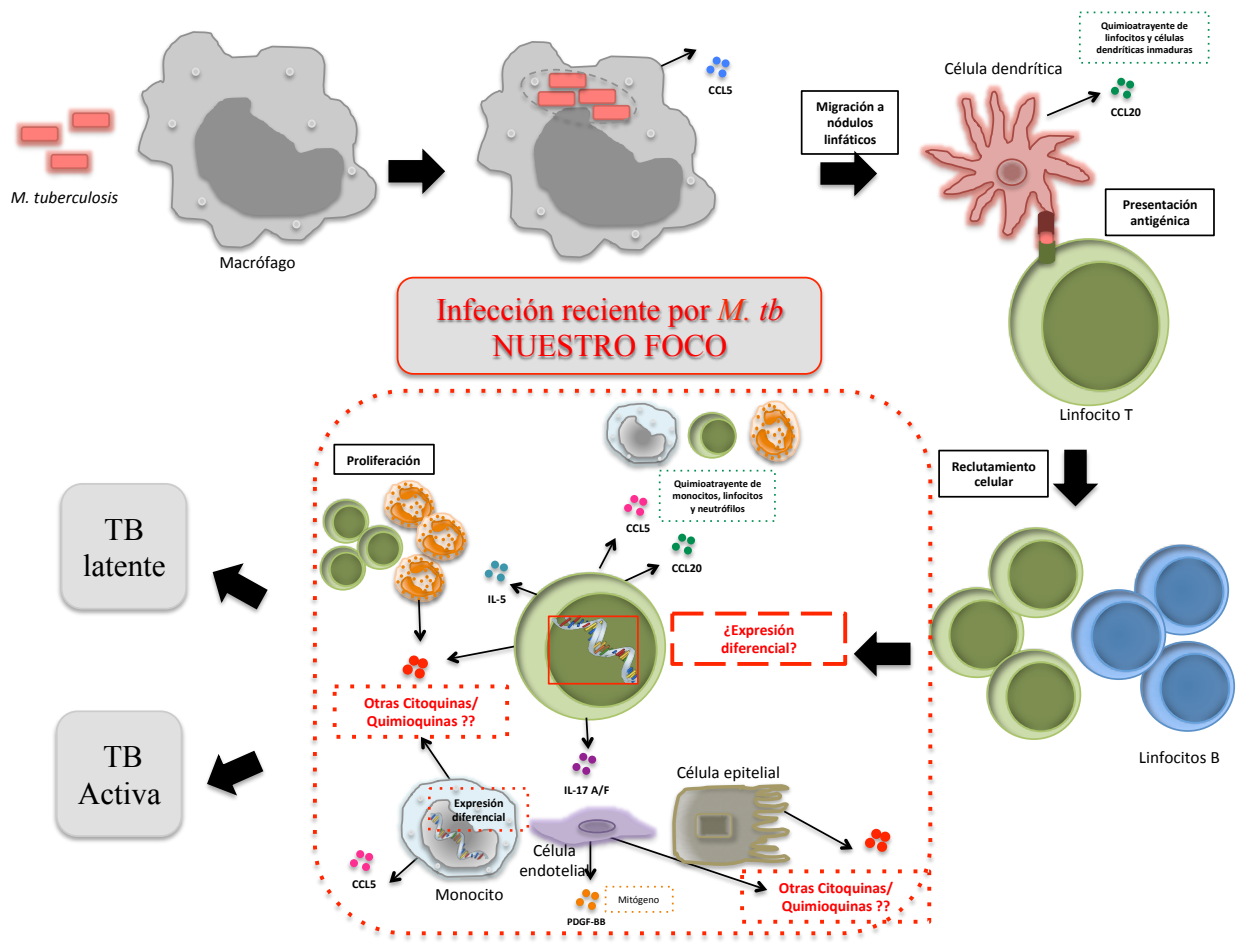 M. tuberculosis
Macrófago
CCL5
Migración a
nódulos
linfáticos
Célula dendrítica
Quimioatrayente de
linfocitos y células
dendríticas inmaduras
CCL20
Presentación
antigénica
Linfocito T
Infección reciente por M. tb
NUESTRO FOCO
Reclutamiento
celular
Linfocitos B
¿Expresión
diferencial?
Quimioatrayente de
monocitos, linfocitos
y neutrófilos
CCL5
CCL20
IL-5
Proliferación
Otras Citoquinas/
Quimioquinas ??
IL-17 A/F
Expresión
diferencial
CCL5
Monocito
Célula
endotelial
PDGF-BB
Mitógeno
Célula epitelial
Otras Citoquinas/
Quimioquinas ??
TB
latente
TB
Activa